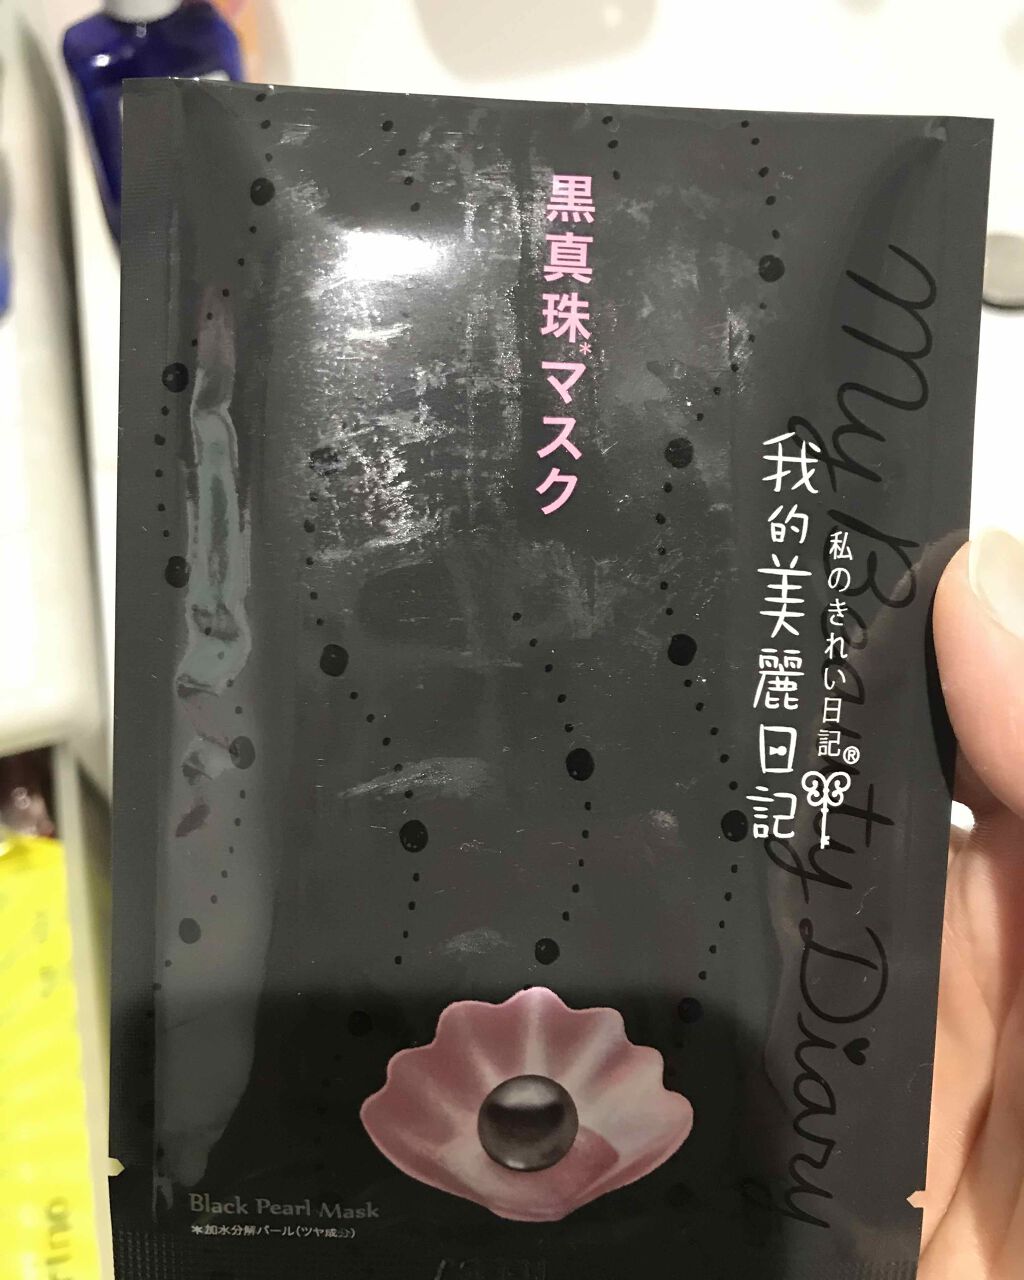 黒真珠*マスク
My Beauty Diary
私のきれい日記®
我的美麗日記
Black Pearl Mask
*加水分解パール(ツヤ成分)